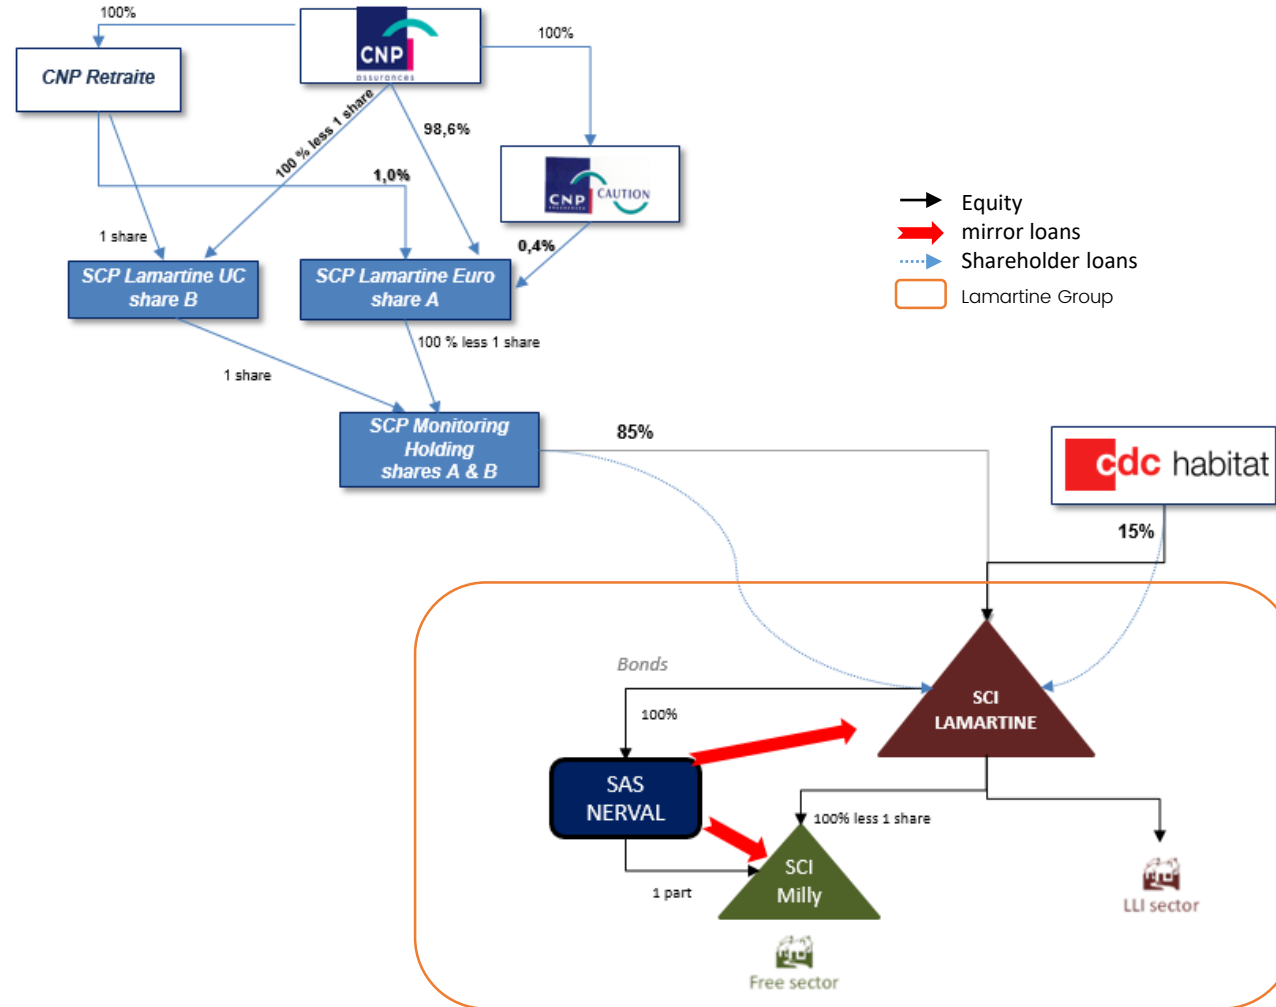 100%
CNP
assurances
100%
CNP Retraite
100 % less 1 share
98,6%
1,0%
CNP
CAUTION
Equity
mirror loans
Shareholder loans
Lamartine Group
1 share
0,4%
SCP Lamartine UC
share B
SCP Lamartine Euro
share A
100 % less 1 share
1 share
SCP Monitoring
Holding
shares A & B
85%
cdc habitat
15%
Bonds
100%
SCI
LAMARTINE
SAS
NERVAL
100% less 1 share
1 part
SCI
Milly
LLI sector
Free sector